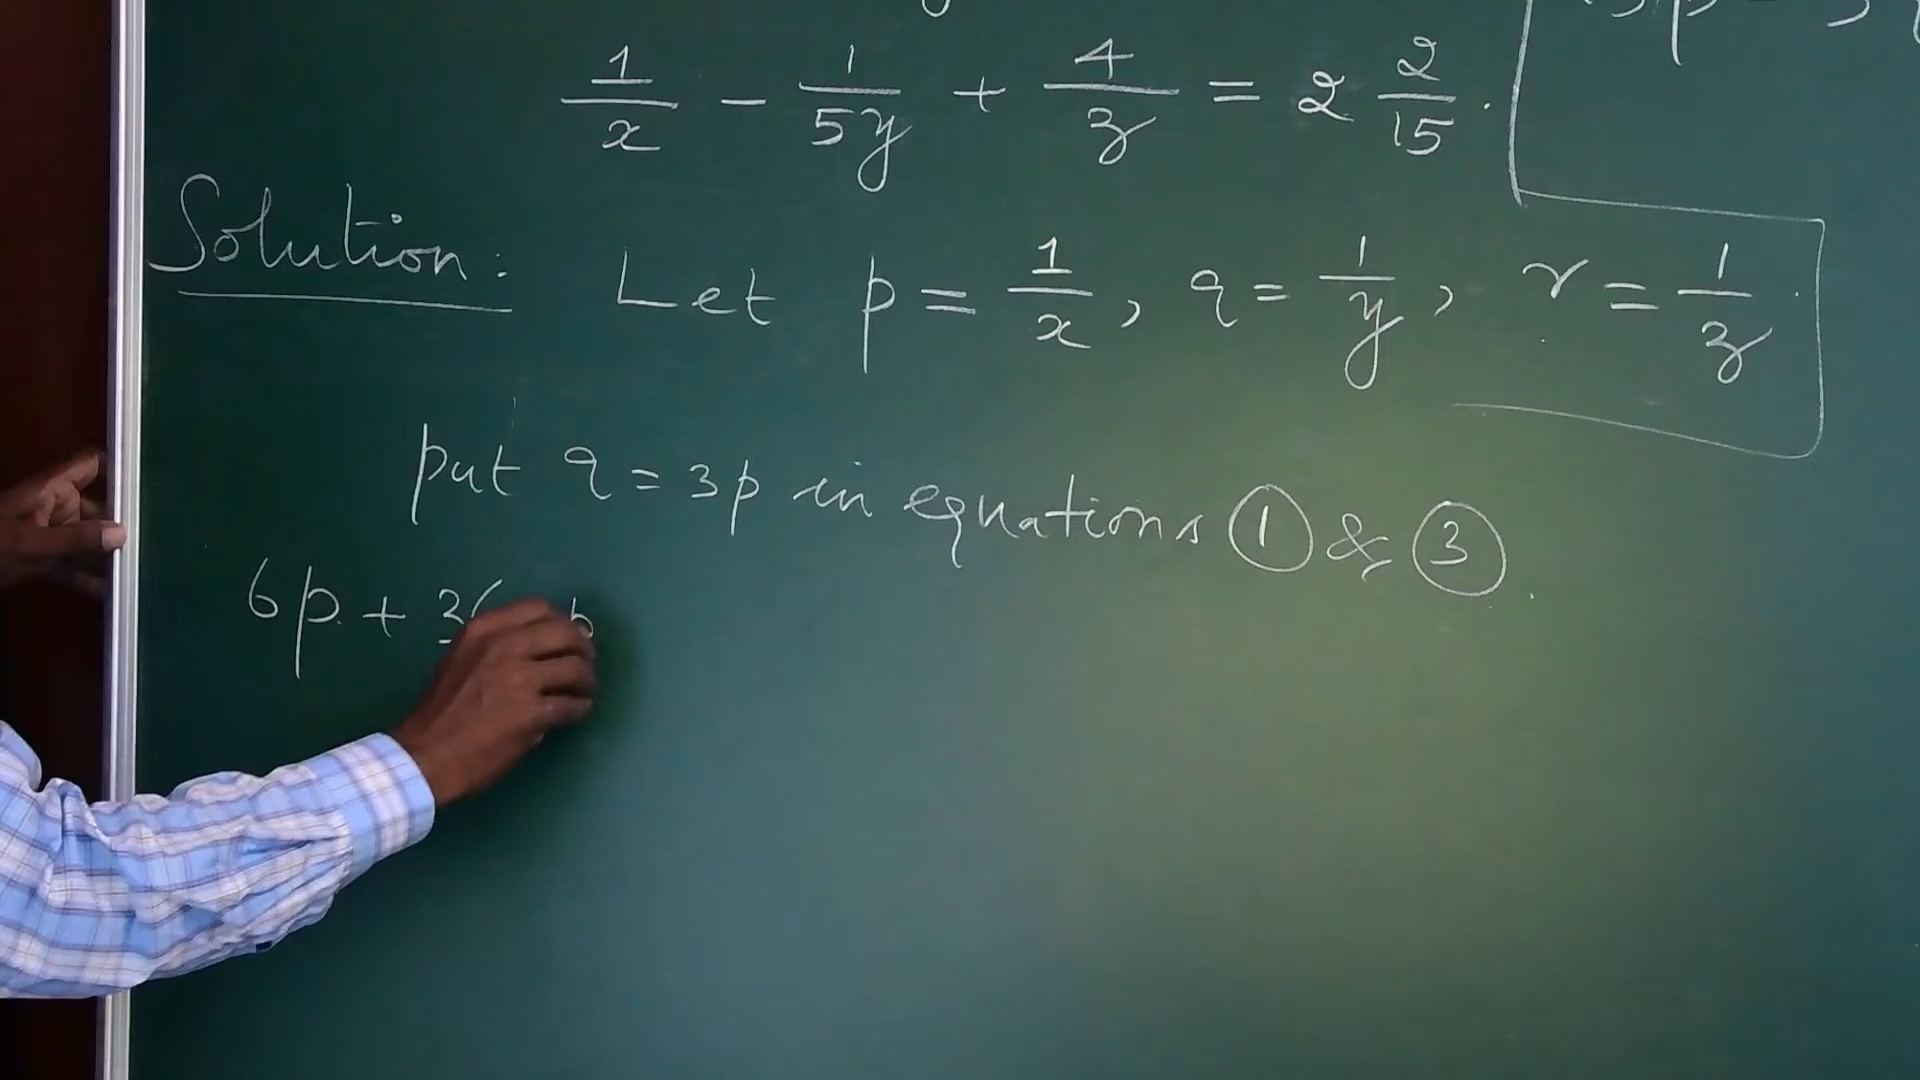 1/x - 1/5y + 4/z = 2 2/15.
Solution: Let p = 1/x, q = 1/y, r = 1/z.
put q = 3p in equations ① & ③.
6p + 3( p